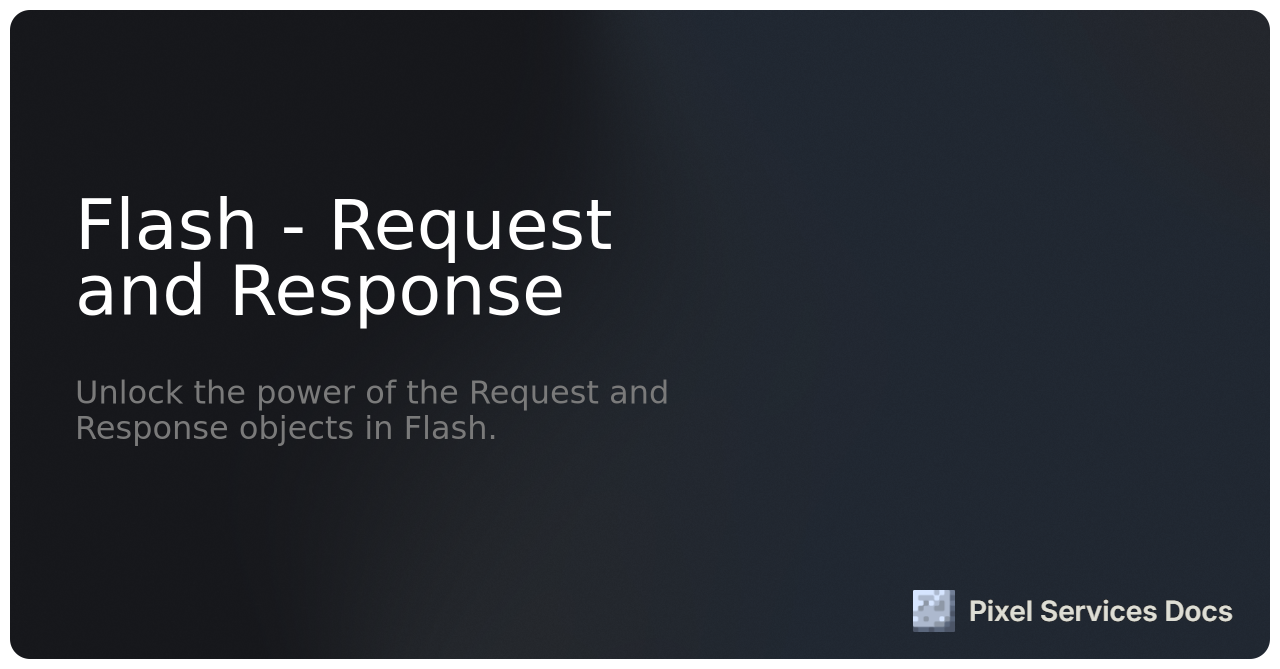 Flash - Request
and Response
Unlock the power of the Request and
Response objects in Flash.
Pixel Services Docs